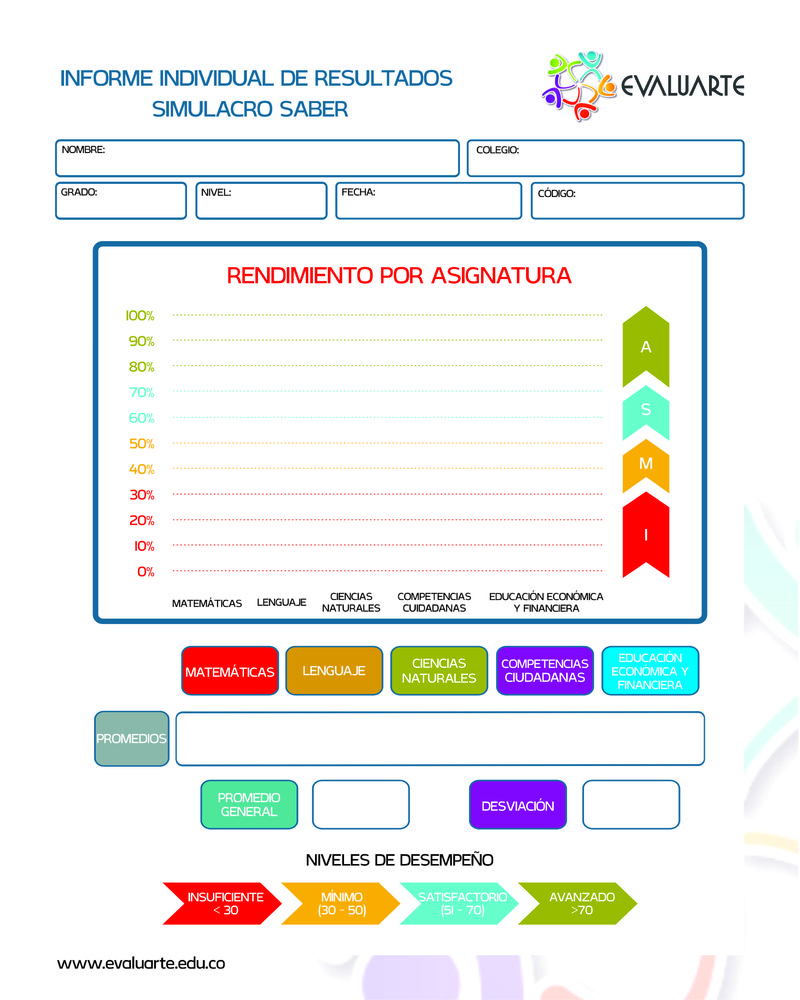 INFORME INDIVIDUAL DE RESULTADOS
SIMULACRO SABER
EVALUARTE
NOMBRE:
COLEGIO:
GRADO:
NIVEL:
FECHA:
CÓDIGO:
RENDIMIENTO POR ASIGNATURA
100%
90%
80%
70%
60%
50%
40%
30%
20%
10%
0%
A
S
M
I
MATEMÁTICAS
LENGUAJE
CIENCIAS
NATURALES
COMPETENCIAS
CUIDADANAS
EDUCACIÓN ECONÓMICA
Y FINANCIERA
MATEMÁTICAS
LENGUAJE
CIENCIAS
NATURALES
COMPETENCIAS
CIUDADANAS
EDUCACIÓN
ECONÓMICA Y
FINANCIERA
PROMEDIOS
PROMEDIO
GENERAL
DESVIACIÓN
NIVELES DE DESEMPEÑO
INSUFICIENTE
< 30
MÍNIMO
(30 - 50)
SATISFACTORIO
(51 - 70)
AVANZADO
>70
www.evaluarte.edu.co